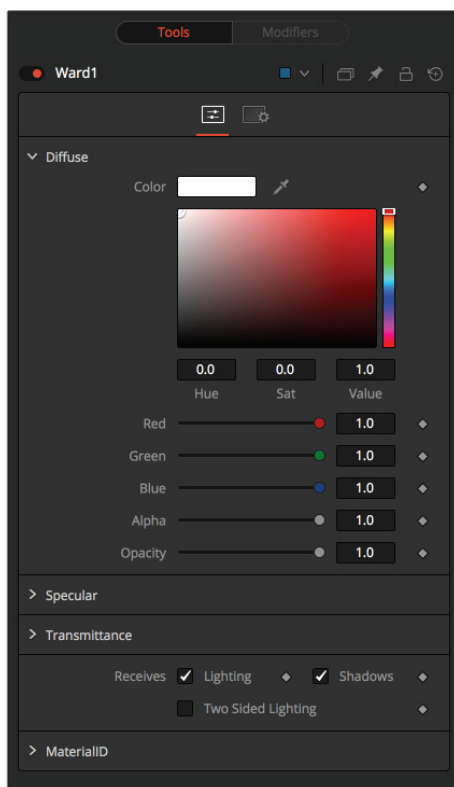 Tools Modifiers
Ward1
Diffuse
Color
0.0 0.0 1.0
Hue Sat Value
Red 1.0
Green 1.0
Blue 1.0
Alpha 1.0
Opacity 1.0
Specular
Transmittance
Receives Lighting Shadows
Two Sided Lighting
MaterialID